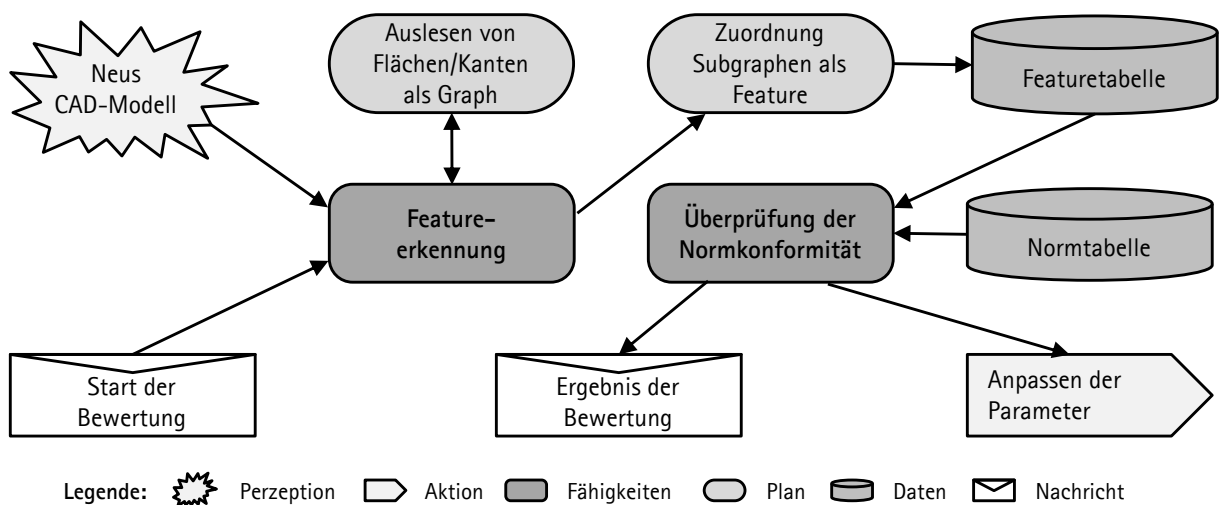 Neus
CAD-Modell
Auslesen von
Flächen/Kanten
als Graph
Zuordnung
Subgraphen als
Feature
Featuretabelle
Feature-
erkennung
Überprüfung der
Normkonformität
Normtabelle
Start der
Bewertung
Ergebnis der
Bewertung
Anpassen der
Parameter
Legende: Perzeption Aktion Fähigkeiten Plan Daten Nachricht